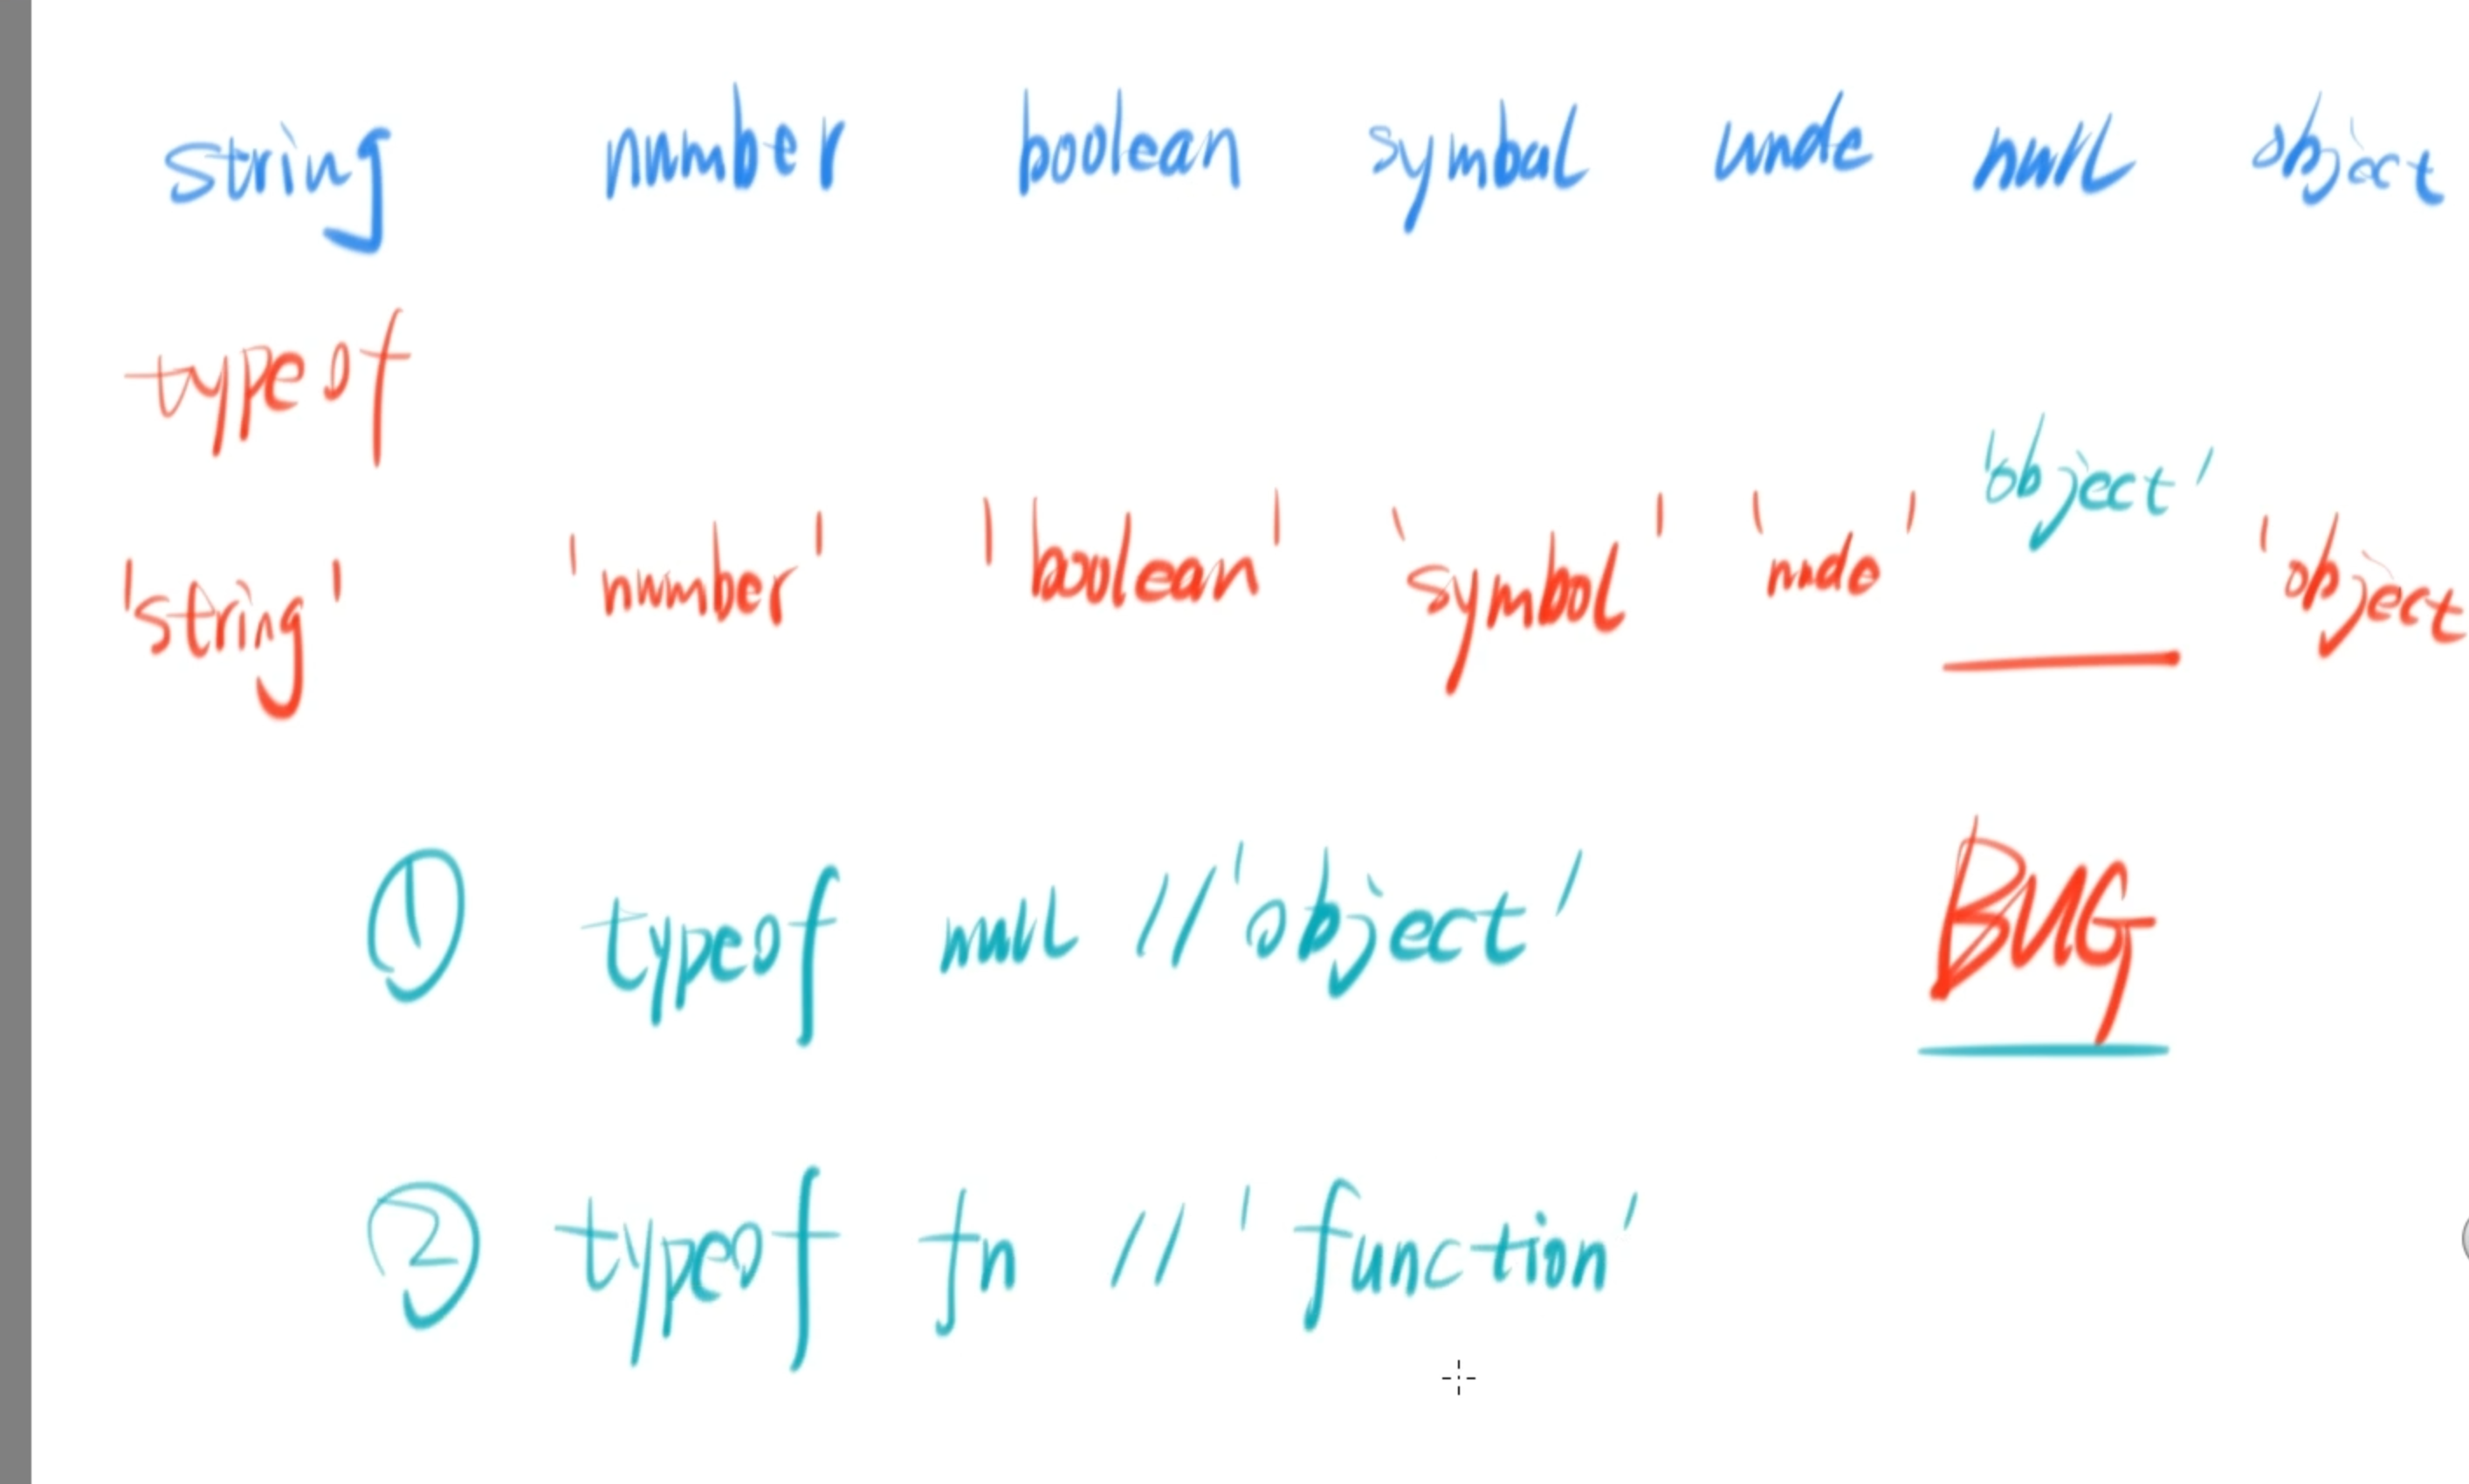 string number boolean symbal unde null object
typeof
'object'
'string' 'number' 'boolean' 'symbol' 'unde' 'object
① typeof null // 'object' BUG
② typeof fn // 'function'